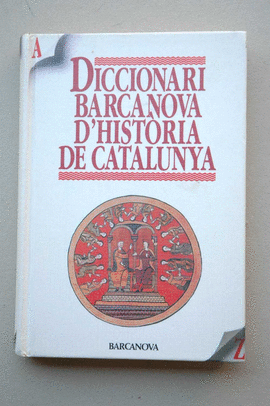 A
DICCIONARI
BARCANOVA
D'HISTÒRIA
DE CATALUNYA
BARCANOVA
Z